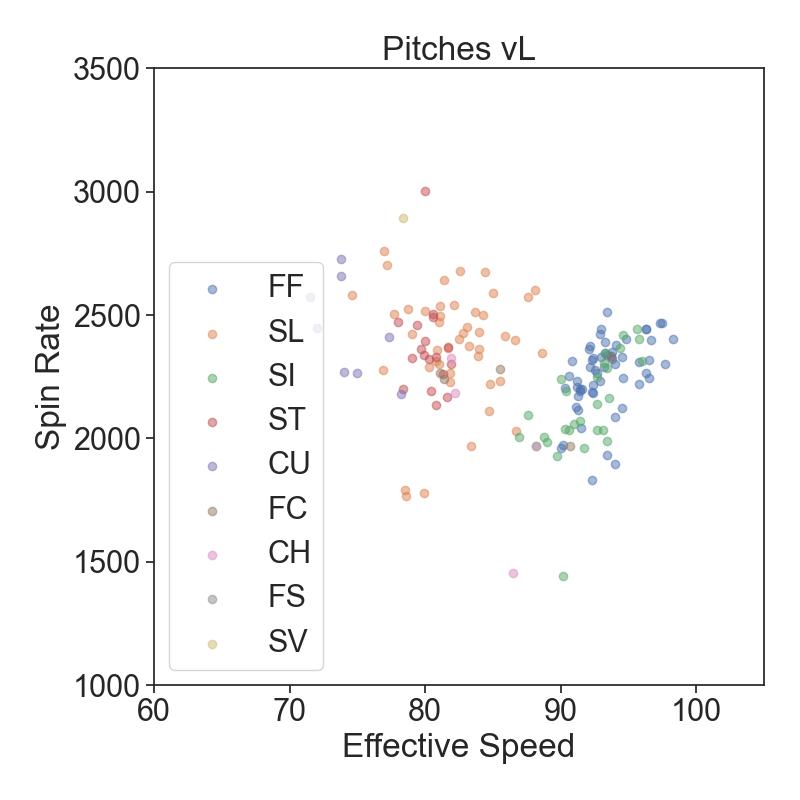 Pitches vL
3500
3000
2500
2000
1500
1000
Spin Rate
FF
SL
SI
ST
CU
FC
CH
FS
SV
60 70 80 90 100
Effective Speed